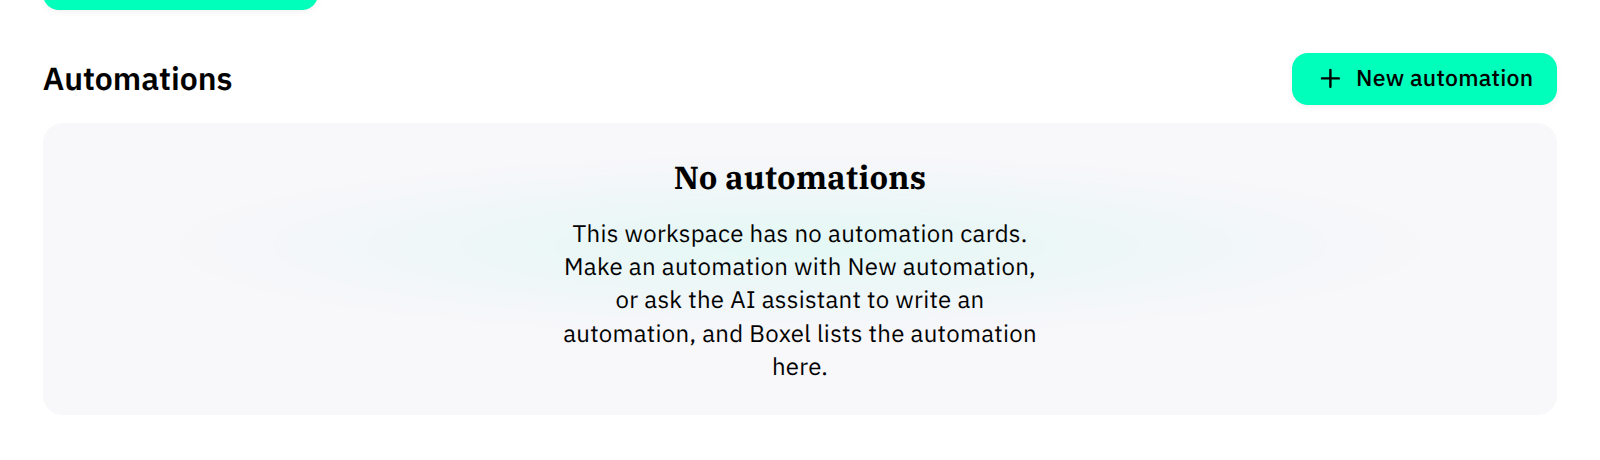 Automations
New automation
No automations
This workspace has no automation cards.
Make an automation with New automation,
or ask the AI assistant to write an
automation, and Boxel lists the automation
here.